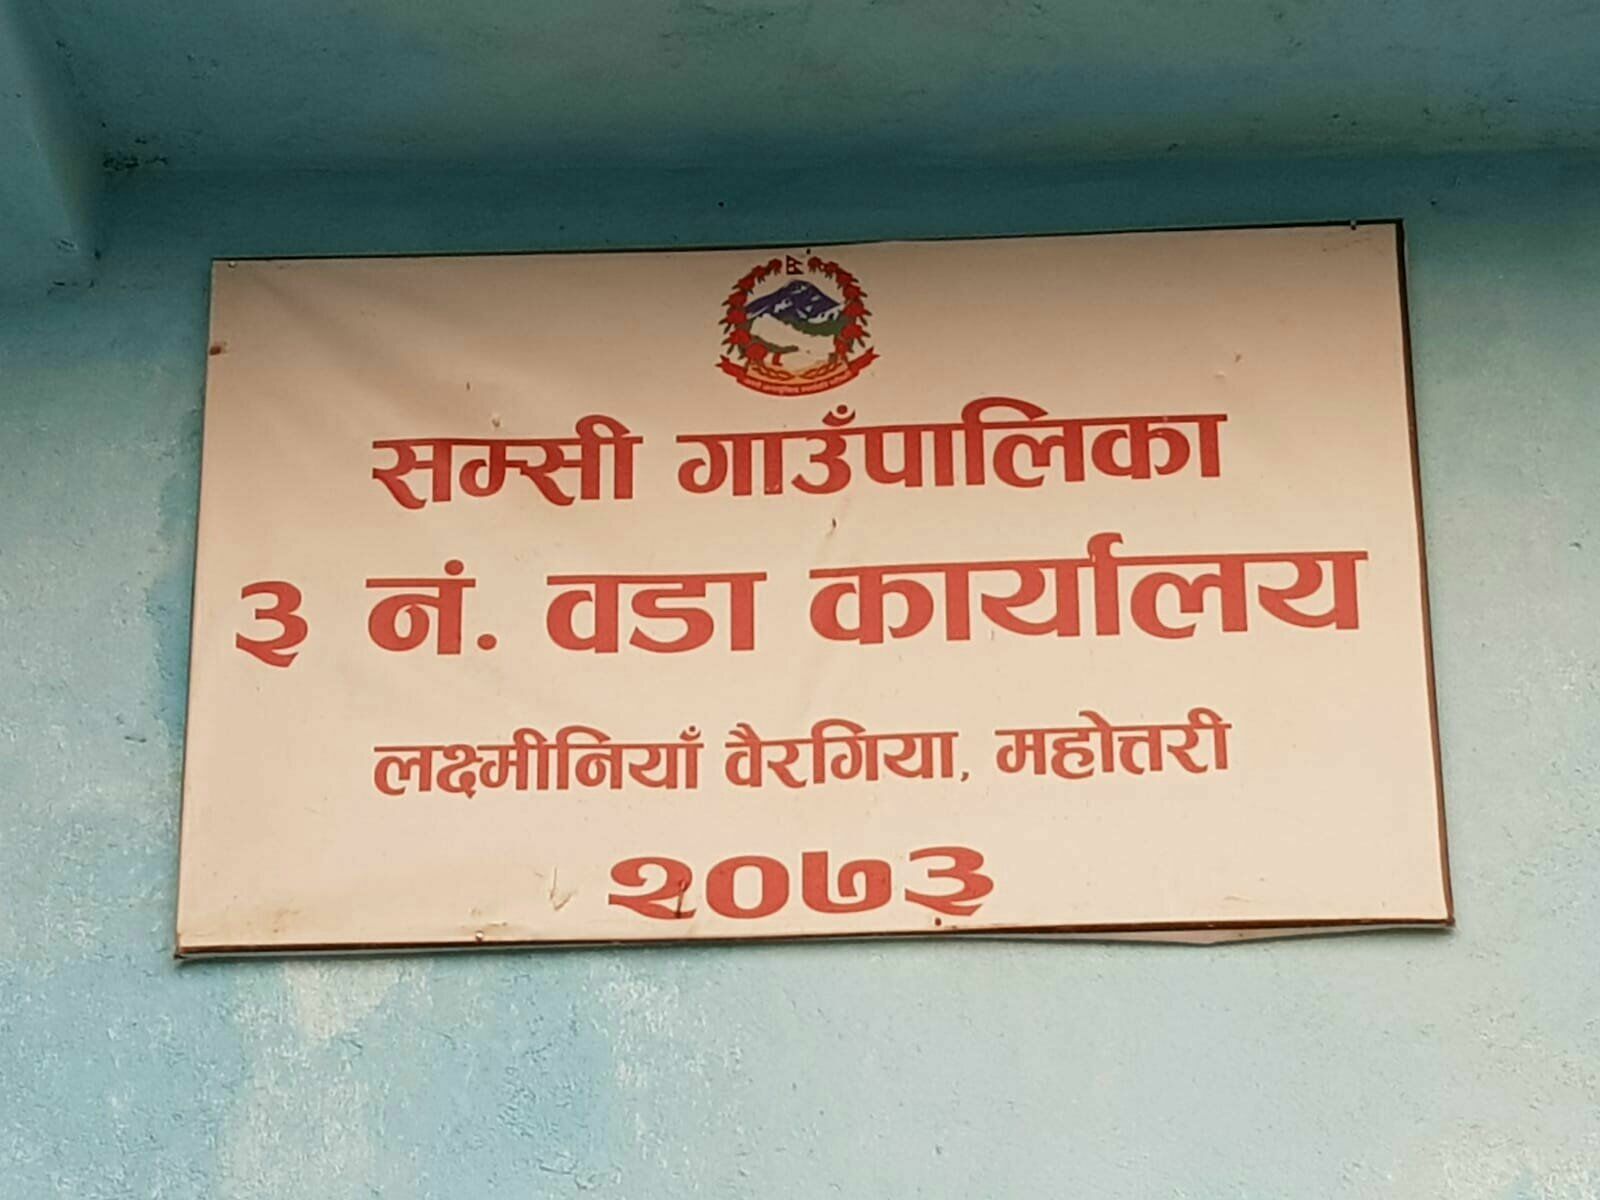 सम्सी गाउँपालिका
३ नं. वडा कार्यालय
लक्ष्मीनियाँ वैरगिया, महोत्तरी
२०७३